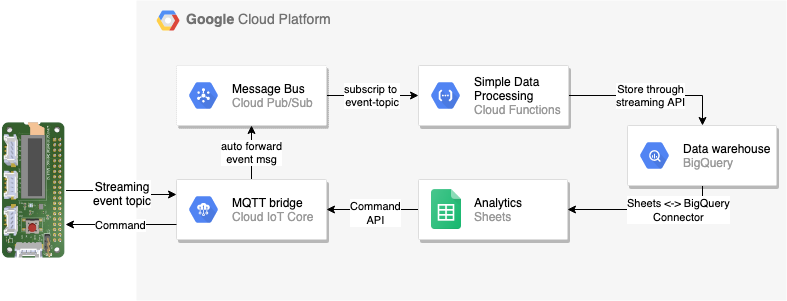 Google Cloud Platform
Message Bus
Cloud Pub/Sub
subscrip to
event-topic
Simple Data
Processing
Cloud Functions
Store through
streaming API
Data warehouse
BigQuery
auto forward
event msg
Streaming
event topic
Command
MQTT bridge
Cloud IoT Core
Command
API
Analytics
Sheets
Sheets <-> BigQuery
Connector